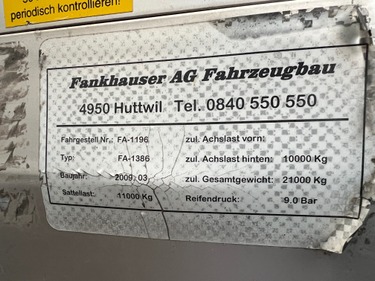 periodisch kontrollieren!
Fankhauser AG Fahrzeugbau
4950 Huttwil Tel. 0840 550 550
Fahrgestell Nr.: FA-1196 zul. Achslast vorn:
Typ: FA-1386 zul. Achslast hinten: 10000 Kg
Baujahr: 2009. 03 zul. Gesamtgewicht: 21000 Kg
Sattellast: 11000 Kg Reifendruck: 9.0 Bar